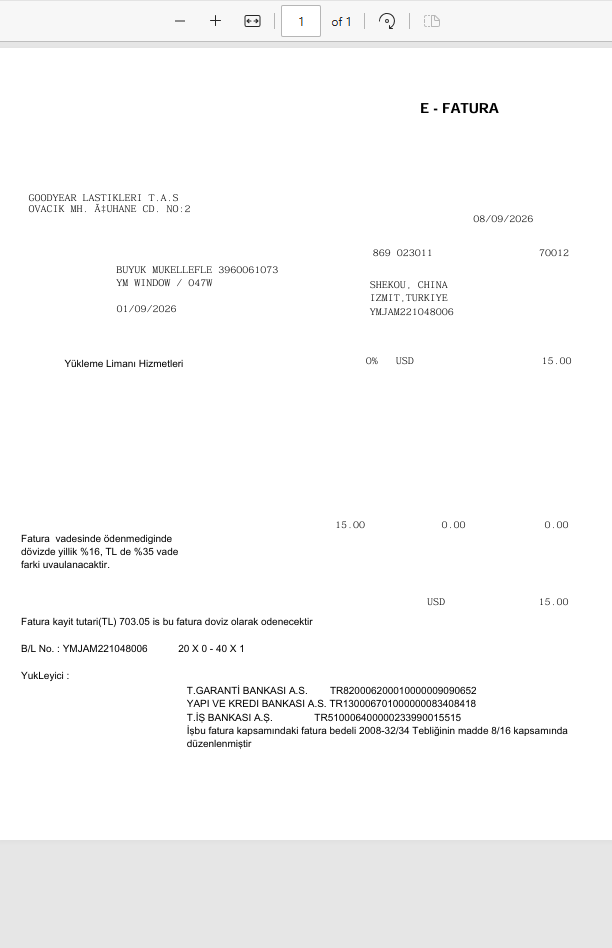 1 of 1
E - FATURA
GOODYEAR LASTIKLERI T.A.S
OVACIK MH. Ã‡UHANE CD. NO:2
08/09/2026
869 023011 70012
BUYUK MUKELLEFLE 3960061073
YM WINDOW / 047W
SHEKOU, CHINA
IZMIT,TURKIYE
01/09/2026
YMJAM221048006
Yükleme Limanı Hizmetleri 0% USD 15.00
15.00 0.00 0.00
Fatura vadesinde ödenmediginde
dövizde yillik %16, TL de %35 vade
farki uvaulanacaktir.
USD 15.00
Fatura kayit tutari(TL) 703.05 is bu fatura doviz olarak odenecektir
B/L No. : YMJAM221048006 20 X 0 - 40 X 1
YukLeyici :
T.GARANTİ BANKASI A.S. TR820006200010000009090652
YAPI VE KREDI BANKASI A.S. TR130006701000000083408418
T.İŞ BANKASI A.Ş. TR510006400000233990015515
İşbu fatura kapsamındaki fatura bedeli 2008-32/34 Tebliğinin madde 8/16 kapsamında
düzenlenmiştir